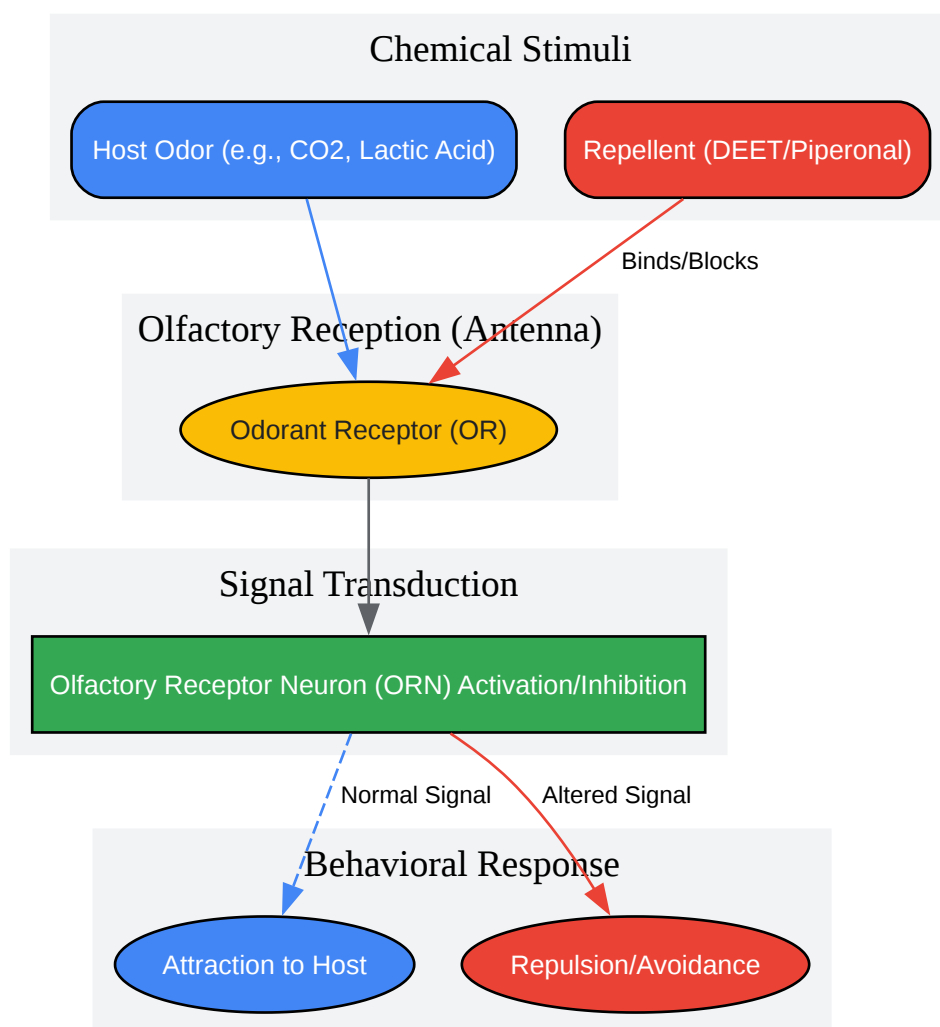 Chemical Stimuli
Host Odor (e.g., CO2, Lactic Acid)
Repellent (DEET/Piperonal)
Binds/Blocks
Olfactory Reception (Antenna)
Odorant Receptor (OR)
Signal Transduction
Olfactory Receptor Neuron (ORN) Activation/Inhibition
Normal Signal
Altered Signal
Behavioral Response
Attraction to Host
Repulsion/Avoidance